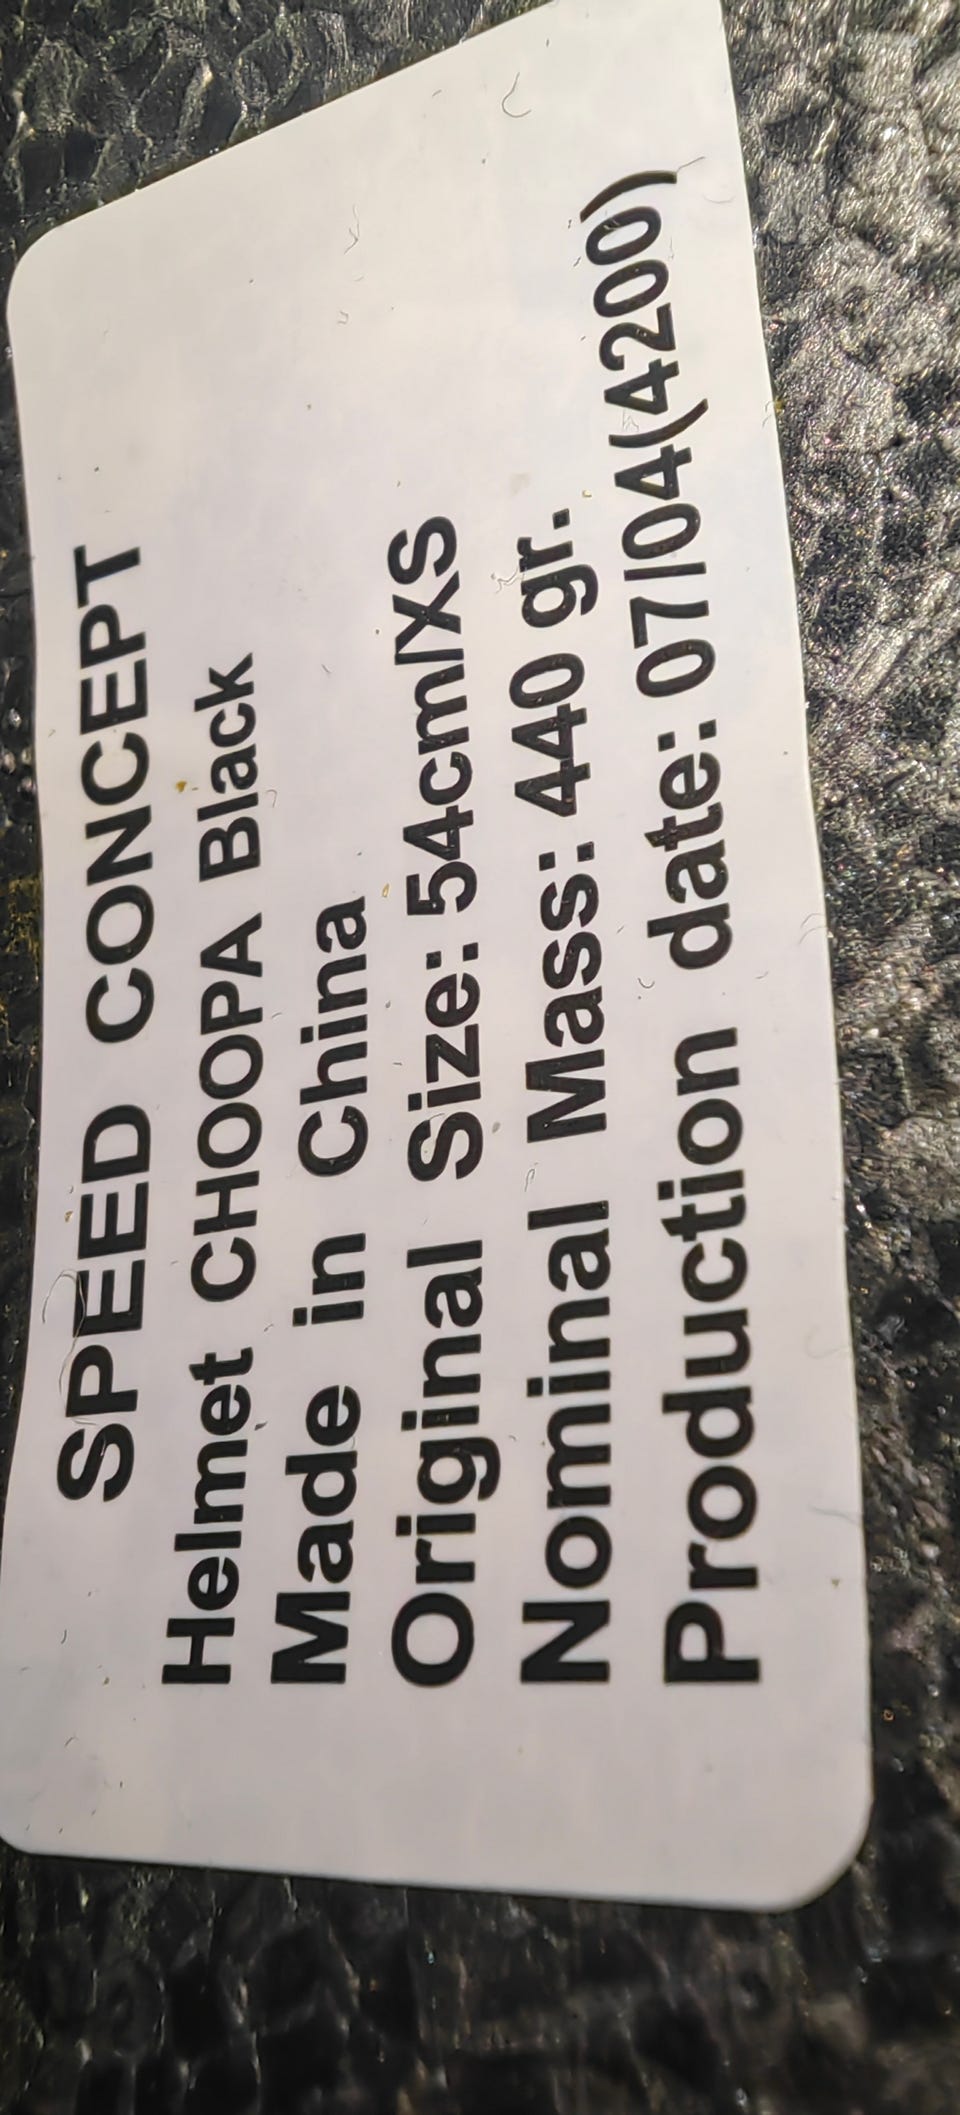 SPEED CONCEPT
Helmet CHOOPA Black
Made in China
Original Size: 54cm/XS
Nominal Mass: 440 gr.
Production date: 07/04(4200)